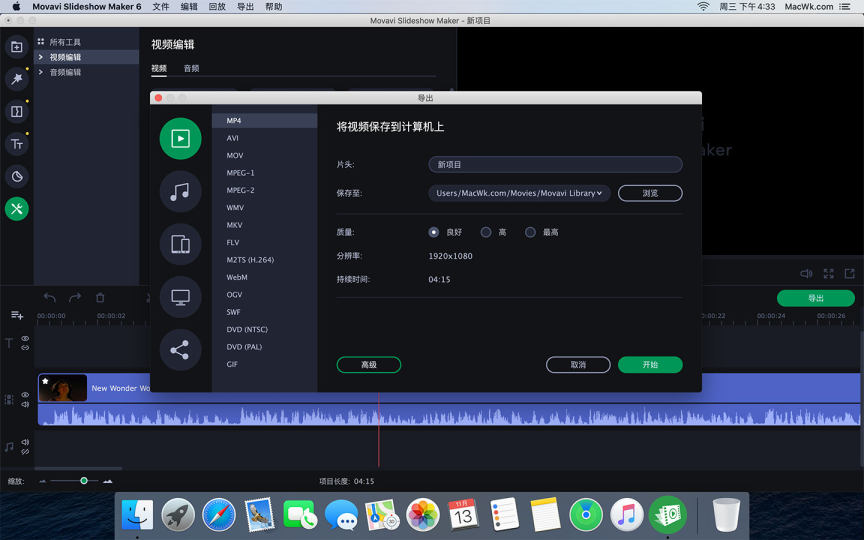 Movavi Slideshow Maker 6 文件 编辑 回放 导出 帮助 周三 下午4:33 MacWk.com
Movavi Slideshow Maker - 新项目
所有工具
视频编辑
音频编辑
视频编辑
视频 音频
aker
导出
MP4
AVI
MOV
MPEG-1
MPEG-2
WMV
MKV
FLV
M2TS (H.264)
WebM
OGV
SWF
DVD (NTSC)
DVD (PAL)
GIF
将视频保存到计算机上
片头: 新项目
保存至: Users/MacWk.com/Movies/Movavi Library 浏览
质量: 良好 高 最高
分辨率: 1920x1080
持续时间: 04:15
高级 取消 开始
导出
00:00:00 00:00:02 00:00:22 00:00:24 00:00:26
New Wonder Wo
缩放: 项目长度: 04:15
11月
13